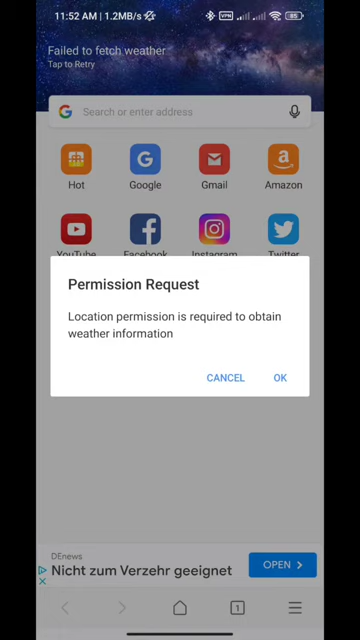 11:52 AM | 1.2MB/s
VPN
85
Failed to fetch weather
Tap to Retry
Search or enter address
Hot
Google
Gmail
Amazon
YouTube
Facebook
Instagram
Twitter
Permission Request
Location permission is required to obtain
weather information
CANCEL
OK
DEnews
Nicht zum Verzehr geeignet
OPEN
1